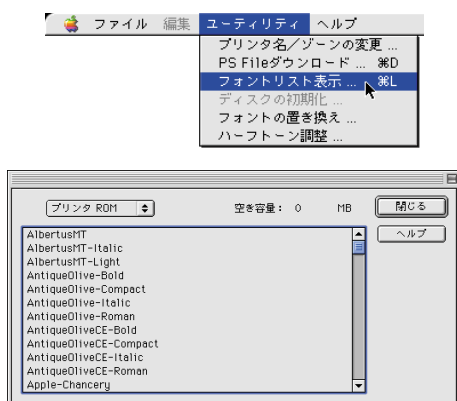 ファイル 編集 ユーティリティ ヘルプ
プリンタ名／ゾーンの変更 ...
PS Fileダウンロード ... ⌘D
フォントリスト表示 ... ⌘L
ディスクの初期化 ...
フォントの置き換え ...
ハーフトーン調整 ...
プリンタ ROM 空き容量： 0 MB 閉じる
ヘルプ
AlbertusMT
AlbertusMT-Italic
AlbertusMT-Light
AntiqueOlive-Bold
AntiqueOlive-Compact
AntiqueOlive-Italic
AntiqueOlive-Roman
AntiqueOliveCE-Bold
AntiqueOliveCE-Compact
AntiqueOliveCE-Italic
AntiqueOliveCE-Roman
Apple-Chancery